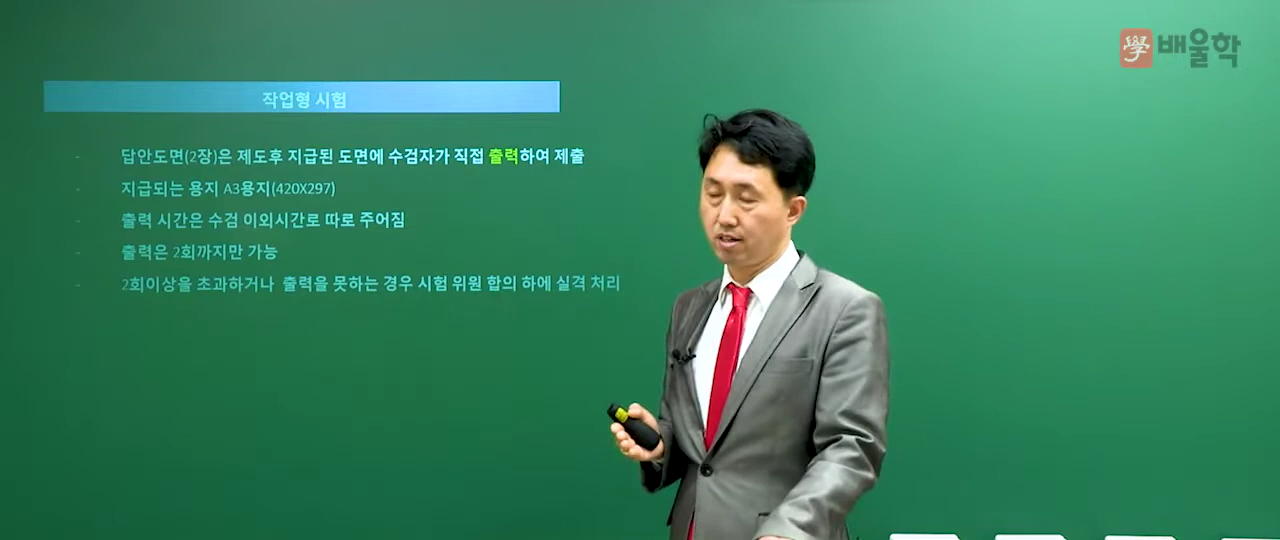 學 배울학
작업형 시험
- 답안도면(2장)은 제도후 지급된 도면에 수검자가 직접 출력하여 제출
- 지급되는 용지 A3용지(420X297)
- 출력 시간은 수검 이외시간로 따로 주어짐
- 출력은 2회까지만 가능
- 2회이상을 초과하거나 출력을 못하는 경우 시험 위원 합의 하에 실격 처리